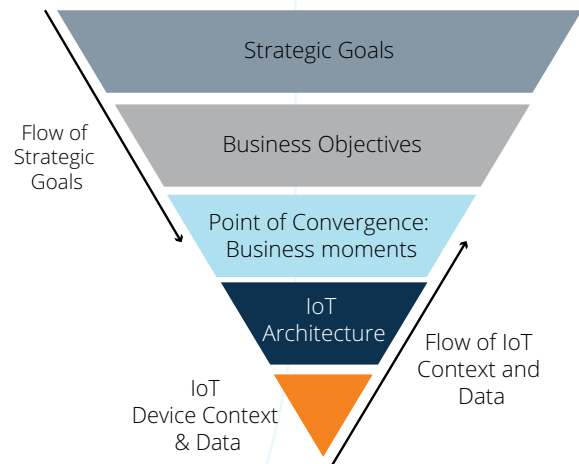 Strategic Goals
Flow of
Strategic
Goals
Business Objectives
Point of Convergence:
Business moments
IoT
Architecture
Flow of IoT
Context and
Data
IoT
Device Context
& Data